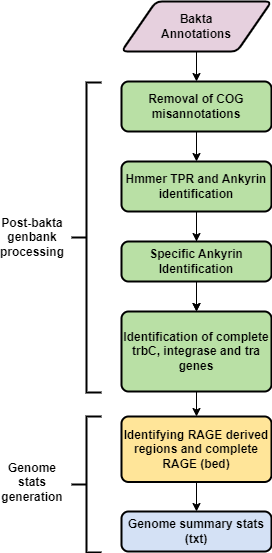 Bakta
Annotations
Removal of COG
misannotations
Hmmer TPR and Ankyrin
identification
Post-bakta
genbank
processing
Specific Ankyrin
Identification
Identification of complete
trbC, integrase and tra
genes
Identifying RAGE derived
regions and complete
RAGE (bed)
Genome
stats
generation
Genome summary stats
(txt)